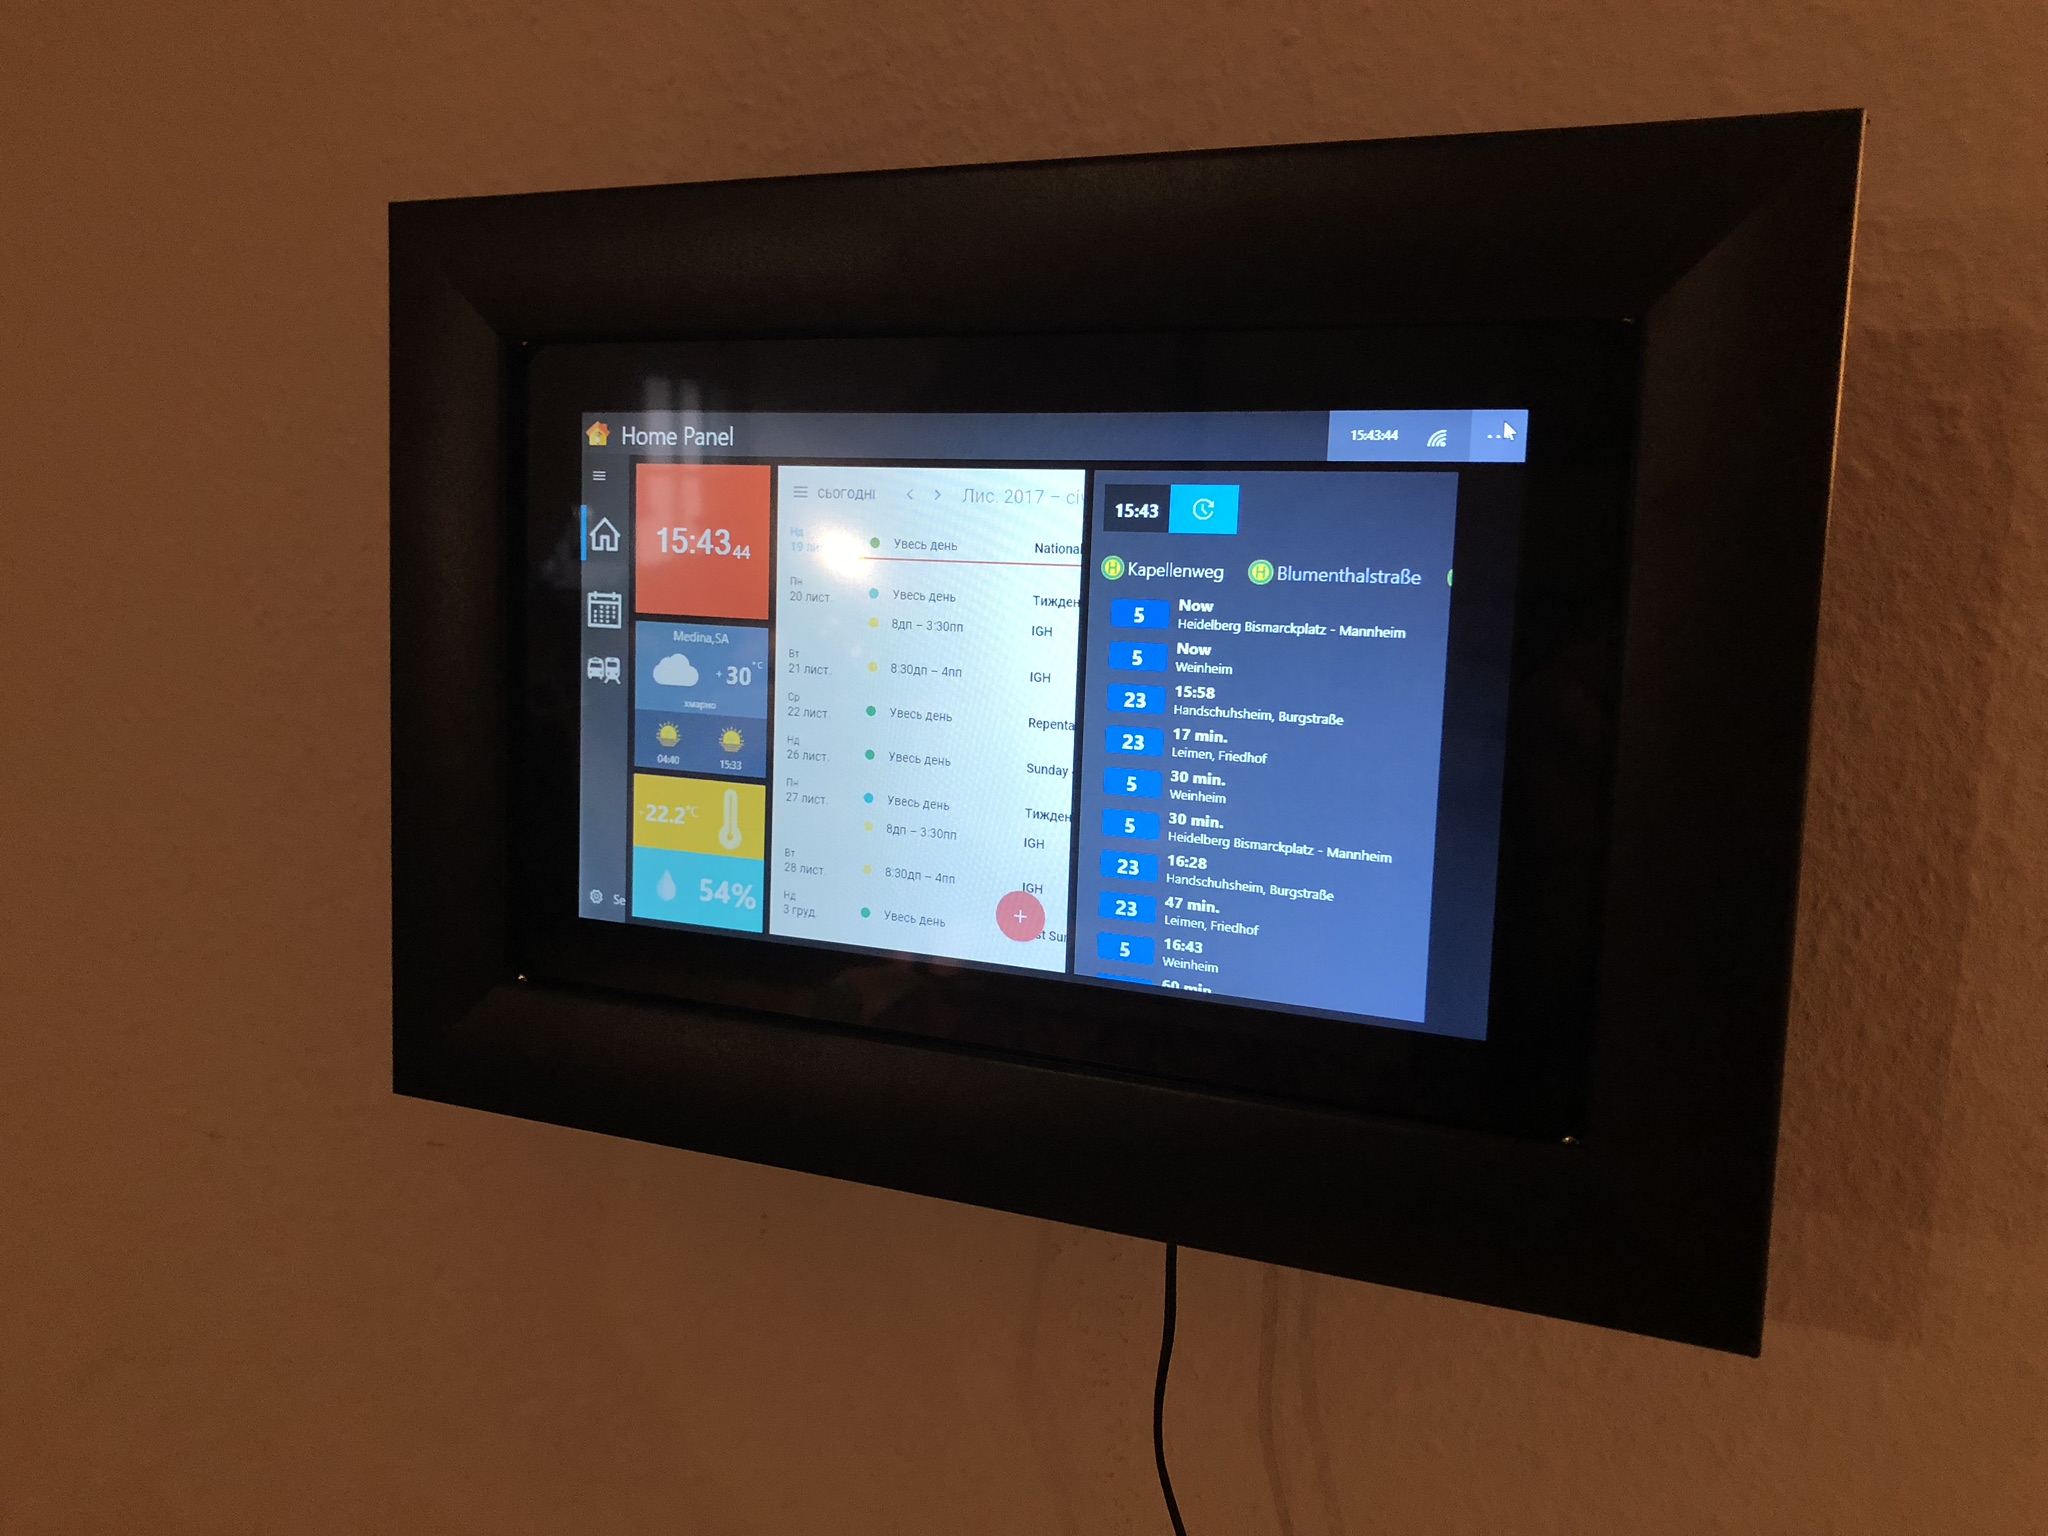 Home Panel
15:43:44
15:43 44
Medina,SA
+30 °C
хмарно
04:40 15:33
22.2°C
54%
Se
СЬОГОДНІ < > Лис. 2017 – січ
Нд
19 Увесь день National
Пн
20 лист. Увесь день Тижден
8дп – 3:30пп IGH
Вт
21 лист. 8:30дп – 4пп IGH
Ср
22 лист. Увесь день Repenta
Нд
26 лист. Увесь день Sunday
Пн
27 лист. Увесь день Тижден
8дп – 3:30пп IGH
Вт
28 лист. 8:30дп – 4пп IGH
Нд
3 груд. Увесь день st Sun
+
15:43
H Kapellenweg H Blumenthalstraße
5 Now
Heidelberg Bismarckplatz - Mannheim
5 Now
Weinheim
23 15:58
Handschuhsheim, Burgstraße
23 17 min.
Leimen, Friedhof
5 30 min.
Weinheim
5 30 min.
Heidelberg Bismarckplatz - Mannheim
23 16:28
Handschuhsheim, Burgstraße
23 47 min.
Leimen, Friedhof
5 16:43
Weinheim
60 min.